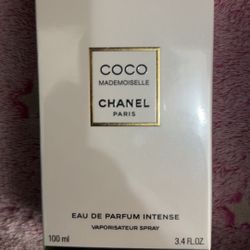 COCO
MADEMOISELLE
CHANEL
PARIS
EAU DE PARFUM INTENSE
VAPORISATEUR SPRAY
100 ml 3.4 FL.OZ.